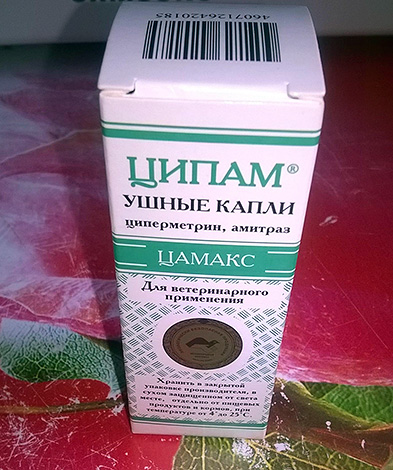 4607126420185
ЦИПАМ®
УШНЫЕ КАПЛИ
циперметрин, амитраз
ЦАМАКС
Для ветеринарного
применения
Хранить в закрытой
упаковке производителя, в
сухом защищенном от света
месте, отдельно от пищевых
продуктов и кормов, при
температуре от 4° до 25°С